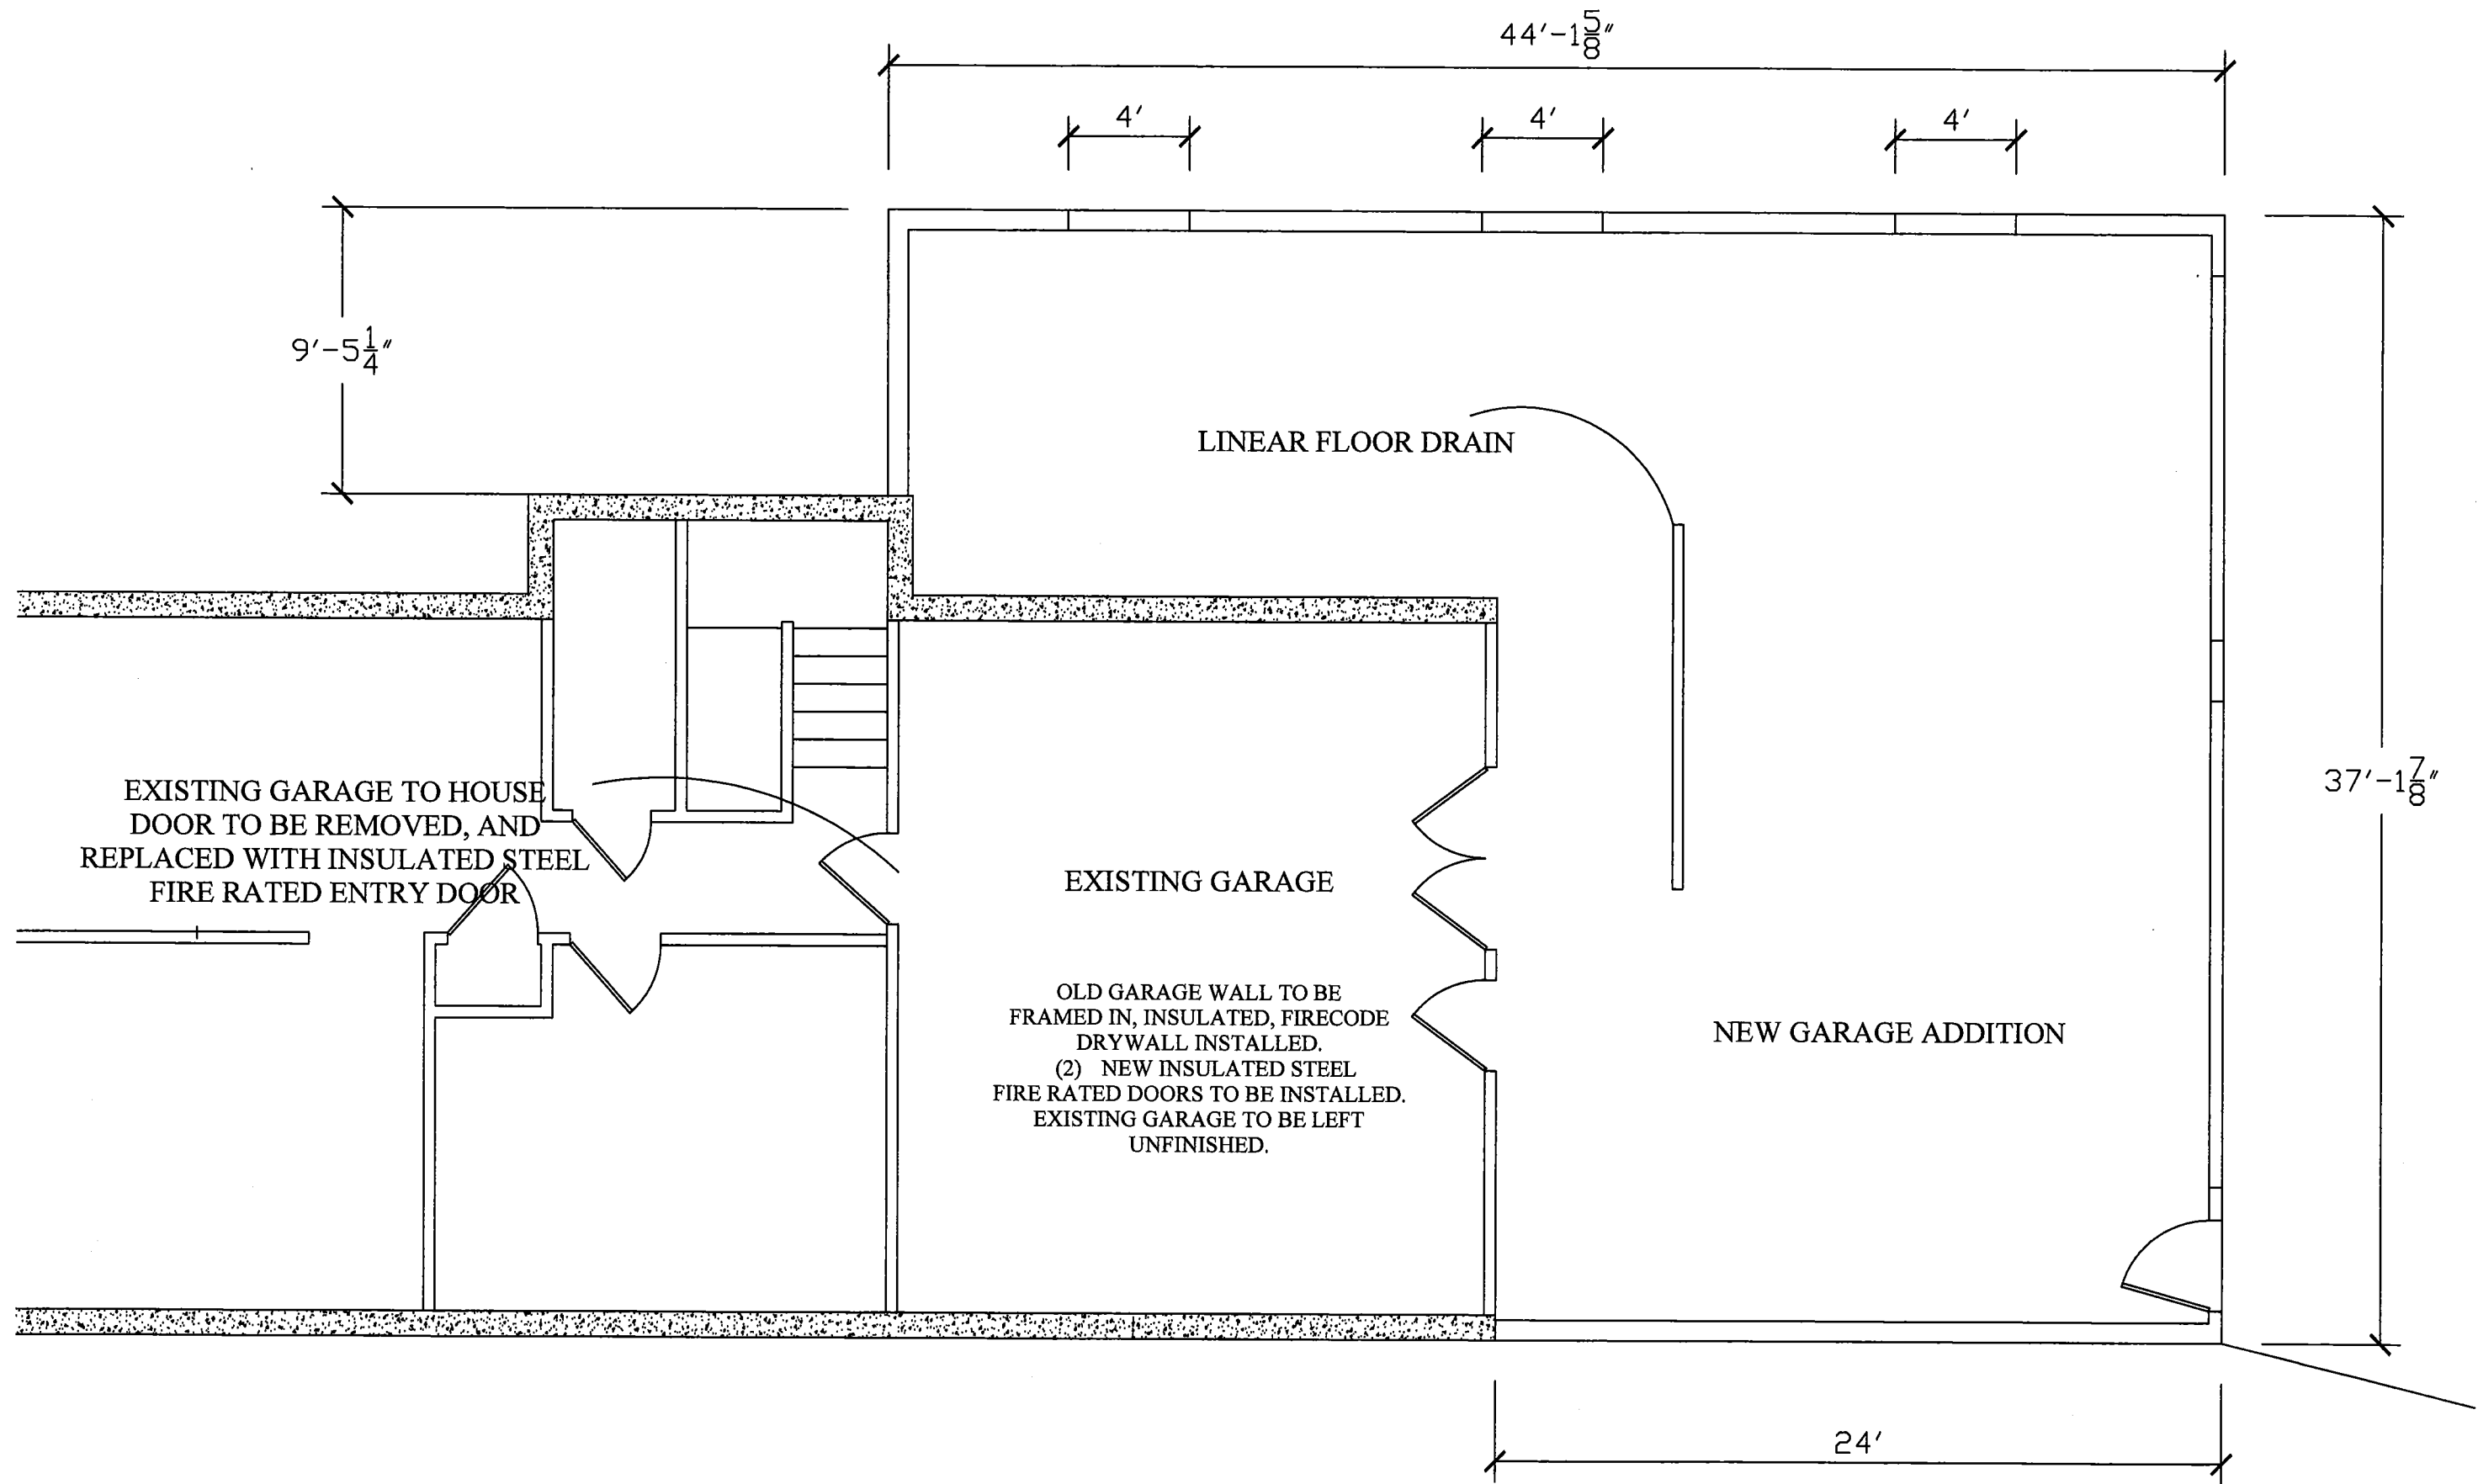 44'-1 5/8"
4'
4'
4'
9'-5 1/4"
LINEAR FLOOR DRAIN
EXISTING GARAGE TO HOUSE
DOOR TO BE REMOVED, AND
REPLACED WITH INSULATED STEEL
FIRE RATED ENTRY DOOR
37'-1 7/8"
EXISTING GARAGE
OLD GARAGE WALL TO BE
FRAMED IN, INSULATED, FIRECODE
DRYWALL INSTALLED.
(2) NEW INSULATED STEEL
FIRE RATED DOORS TO BE INSTALLED.
EXISTING GARAGE TO BE LEFT
UNFINISHED.
NEW GARAGE ADDITION
24'